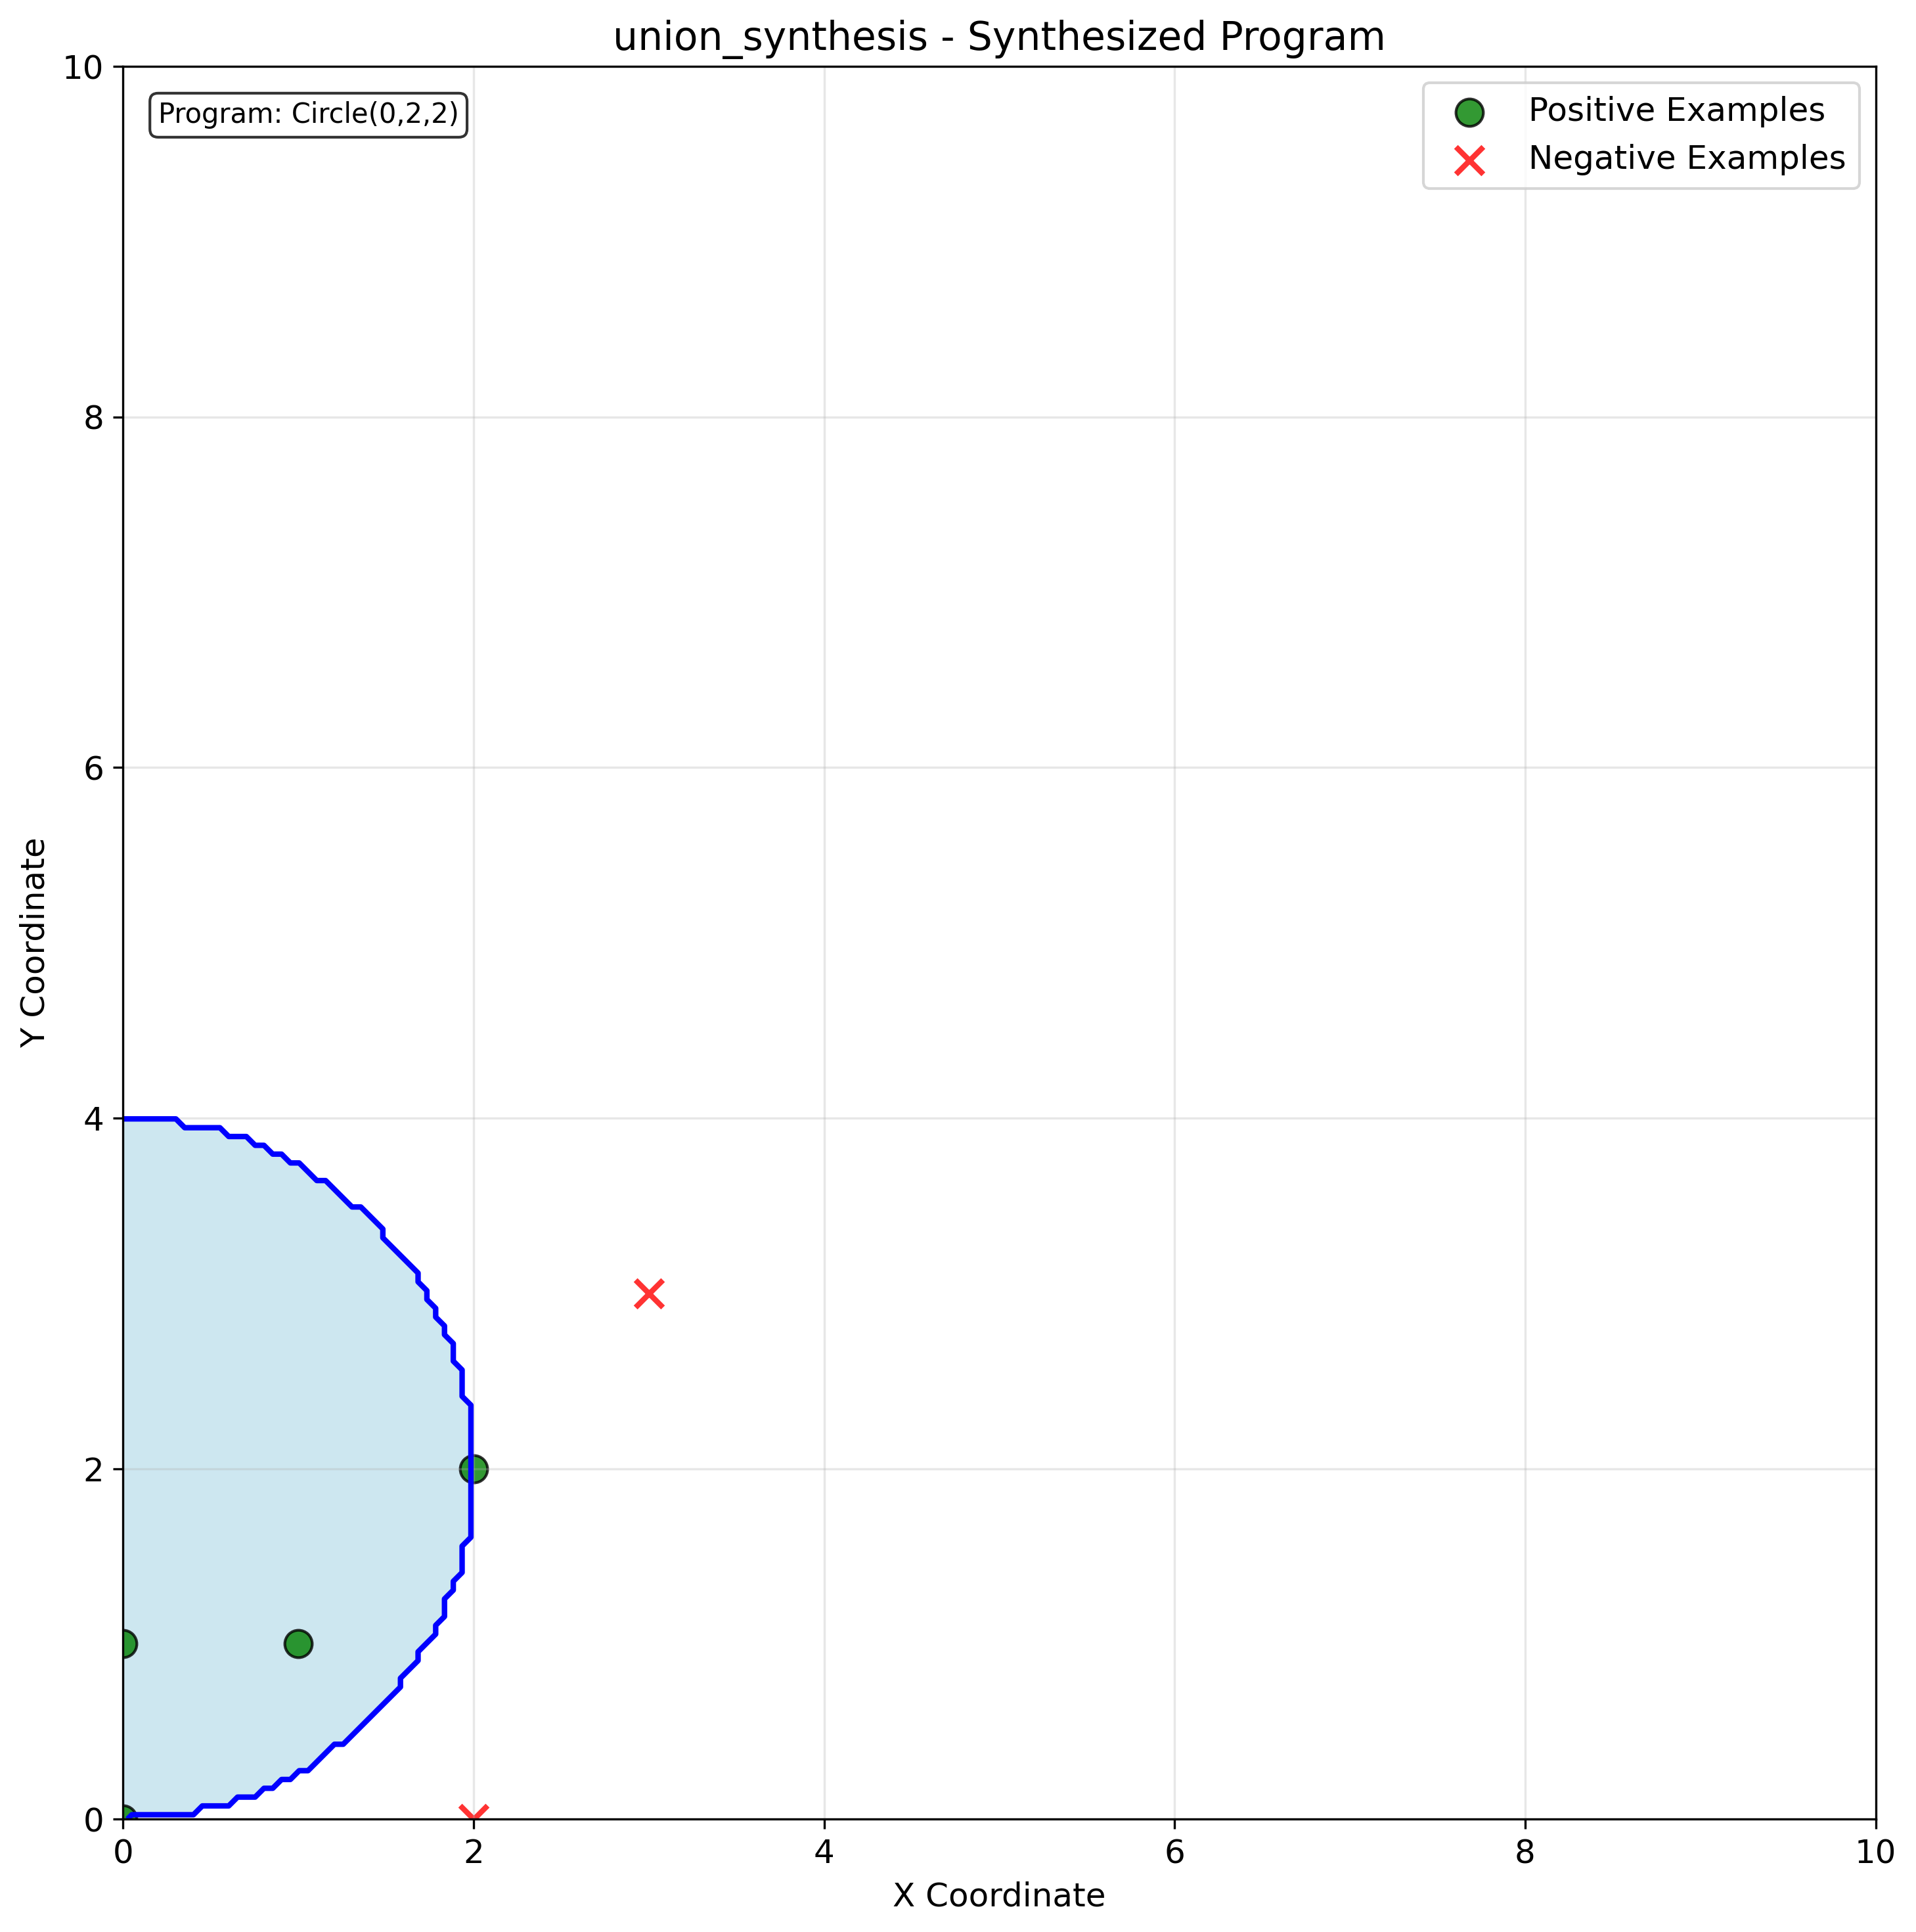 union_synthesis - Synthesized Program
Program: Circle(0,2,2)
Positive Examples
Negative Examples
10
8
6
4
2
0
Y Coordinate
0 2 4 6 8 10
X Coordinate